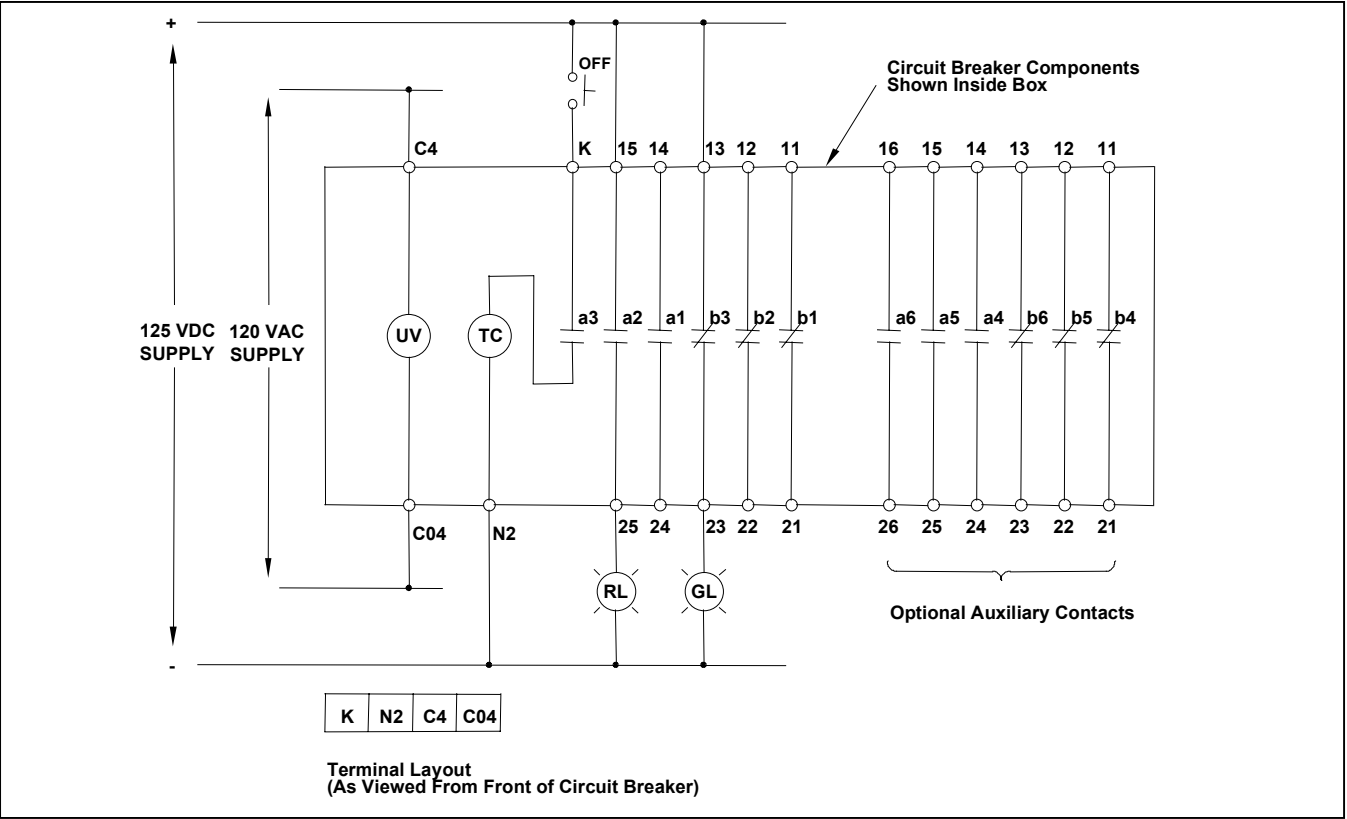 +
OFF
Circuit Breaker Components
Shown Inside Box
C4 K 15 14 13 12 11 16 15 14 13 12 11
125 VDC
SUPPLY
120 VAC
SUPPLY
UV TC a3 a2 a1 b3 b2 b1 a6 a5 a4 b6 b5 b4
C04 N2 25 24 23 22 21 26 25 24 23 22 21
RL GL
Optional Auxiliary Contacts
-
K N2 C4 C04
Terminal Layout
(As Viewed From Front of Circuit Breaker)